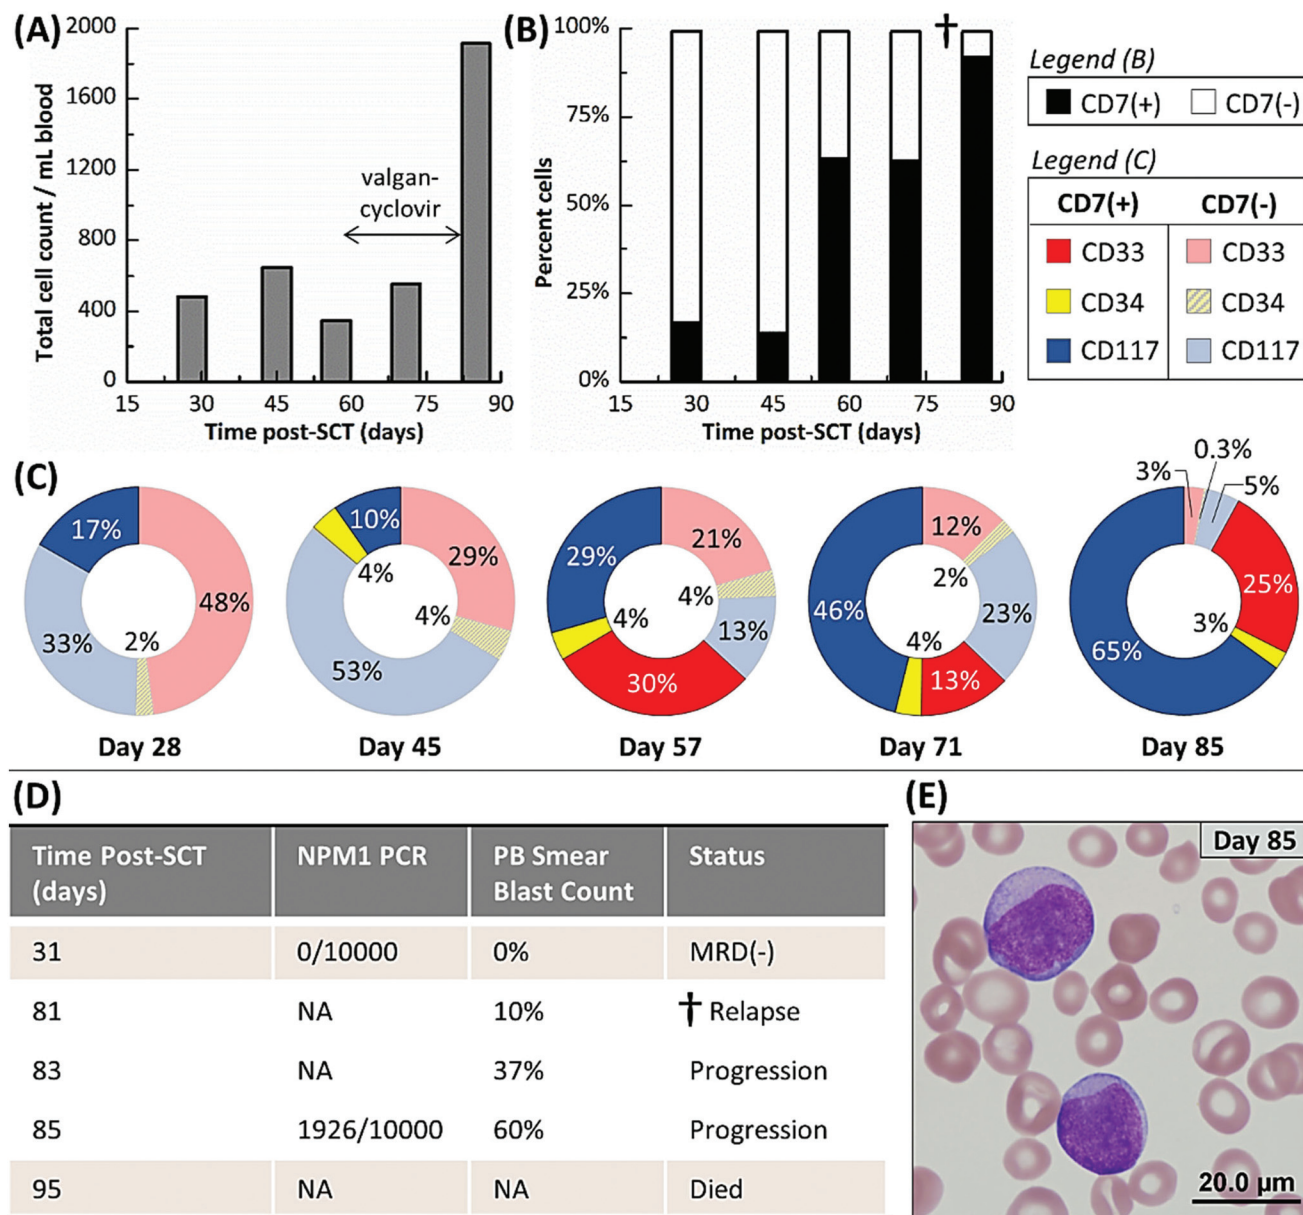 (A)
2000
1600
1200
800
400
0
Total cell count / mL blood
valgan-
cyclovir
15 30 45 60 75 90
Time post-SCT (days)
(B)
100%
75%
50%
25%
0%
Percent cells
†
15 30 45 60 75 90
Time post-SCT (days)
Legend (B)
CD7(+) CD7(-)
Legend (C)
CD7(+) CD7(-)
CD33 CD33
CD34 CD34
CD117 CD117
(C)
17%
48%
2%
33%
Day 28
10%
29%
4%
4%
53%
Day 45
29%
21%
4%
4%
13%
30%
Day 57
12%
46%
2%
23%
4%
13%
Day 71
0.3%
3%
5%
25%
3%
65%
Day 85
(D)
Time Post-SCT NPM1 PCR PB Smear Status
(days) Blast Count
31 0/10000 0% MRD(-)
81 NA 10% † Relapse
83 NA 37% Progression
85 1926/10000 60% Progression
95 NA NA Died
(E)
Day 85
20.0 µm